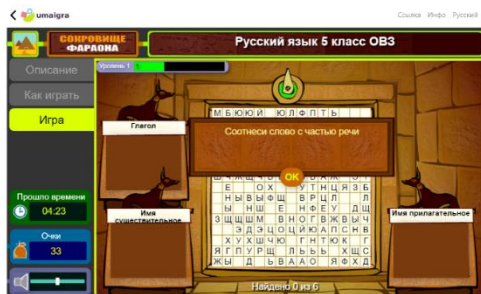 umaigra
Ссылка Инфо Русский
СОКРОВИЩЕ
ФАРАОНА
Русский язык 5 класс ОВЗ
Описание
Как играть
Игра
Уровень 1
Глагол
М Б Ю Ю Й Ю Л Ф П Т Ь
Соотнеси слово с частью речи
OK
Имя
существительное
Имя прилагательное
Е О Х У Т Н Ц Я З Б
Н Ы В Ы Ф Щ В Р Ц Л Л
Ы Н Ш Е Н Ф Е У Д Щ
З Щ Щ Ш М В Н О Г В Ж В Ы Ч
Э Д Э Ц О Ц Й Ю А П С Н В
Х У Х Ш Ч Ю Г Н Т Ю К Г
Я Г П У Р Щ Л Ь Ь Ь Х Щ С
Ж Ы Д Ь В А А О Я Ф Х Д
Прошло времени
04:23
Очки
33
Найдено 0 из 6